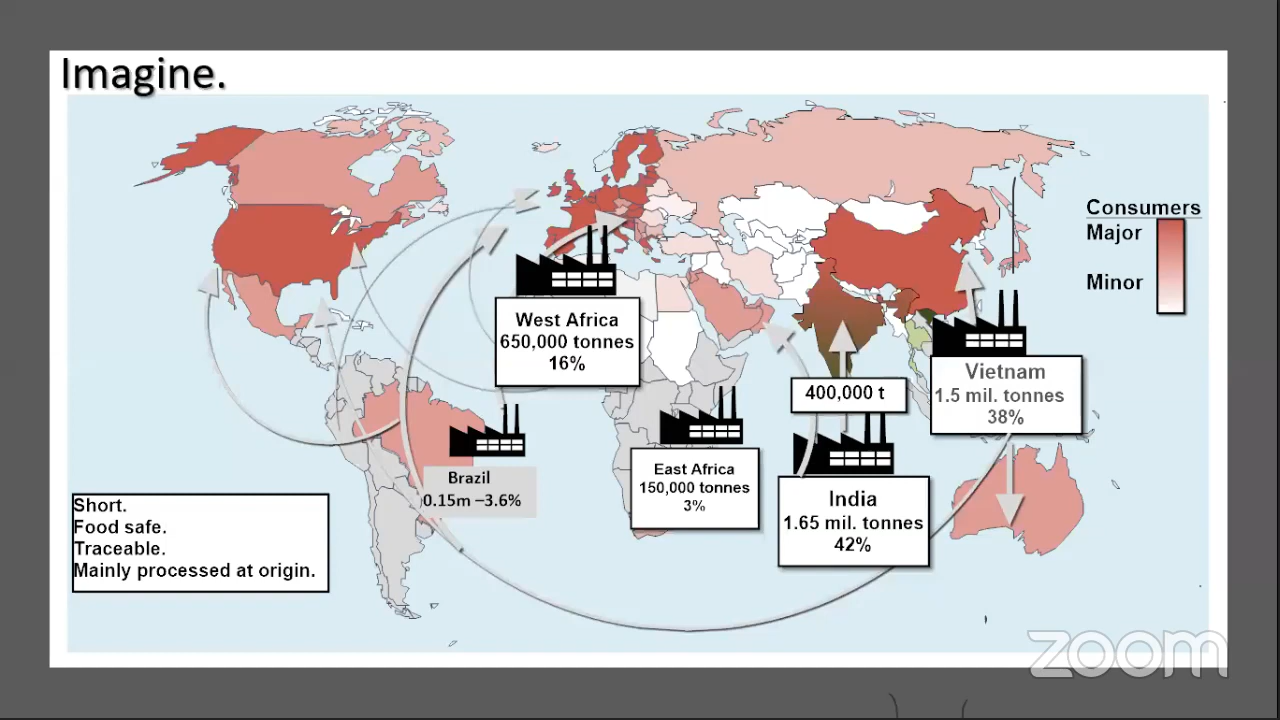 Imagine.
Consumers
Major
Minor
West Africa
650,000 tonnes
16%
Vietnam
1.5 mil. tonnes
38%
400,000 t
East Africa
150,000 tonnes
3%
Brazil
0.15m –3.6%
India
1.65 mil. tonnes
42%
Short.
Food safe.
Traceable.
Mainly processed at origin.
zoom